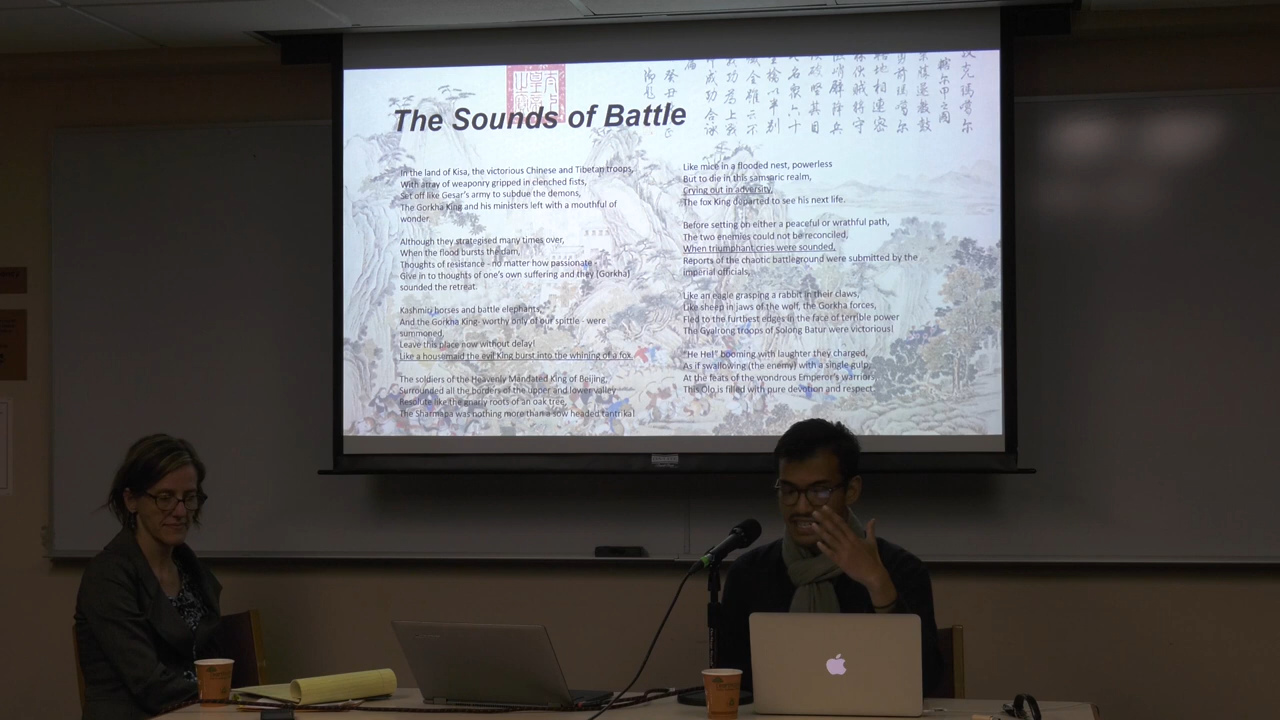 The Sounds of Battle
In the land of Kisa, the victorious Chinese and Tibetan troops,
With array of weaponry gripped in clenched fists,
Set off like Gesar's army to subdue the demons,
The Gorkha King and his ministers left with a mouthful of
wonder.
Although they strategised many times over,
When the flood bursts the dam,
Thoughts of resistance - no matter how passionate -
Give in to thoughts of one's own suffering and they [Gorkha]
sounded the retreat.
Kashmir horses and battle elephants,
And the Gorkha King- worthy only of our spittle - were
summoned,
Leave this place now without delay!
Like a housemaid the evil King burst into the whining of a fox.
The soldiers of the Heavenly Mandated King of Beijing,
Surrounded all the borders of the upper and lower valley
Resolute like the gnarly roots of an oak tree,
The Sharmapa was nothing more than a sow headed tantrika!
Like mice in a flooded nest, powerless
But to die in this samsaric realm,
Crying out in adversity,
The fox King departed to see his next life.
Before setting on either a peaceful or wrathful path,
The two enemies could not be reconciled,
When triumphant cries were sounded,
Reports of the chaotic battleground were submitted by the
imperial officials,
Like an eagle grasping a rabbit in their claws,
Like sheep in jaws of the wolf, the Gorkha forces,
Fled to the furthest edges in the face of terrible power
The Gyalrong troops of Solong Batur were victorious!
"He He!" booming with laughter they charged,
As if swallowing (the enemy) with a single gulp,
At the feats of the wondrous Emperor's warriors
This Olo is filled with pure devotion and respect.